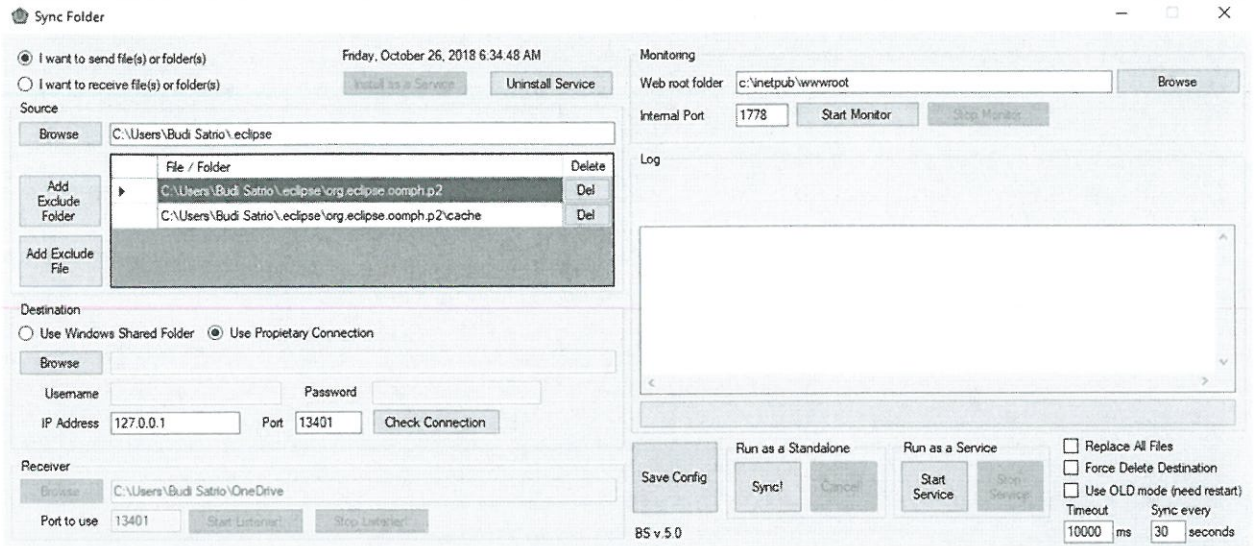 Sync Folder
I want to send file(s) or folder(s)
Friday, October 26, 2018 6:34:48 AM
I want to receive file(s) or folder(s)
Install as a Service
Uninstall Service
Source
Browse
C:\Users\Budi Satrio\.eclipse
File / Folder
Delete
Add Exclude Folder
C:\Users\Budi Satrio\.eclipse\org.eclipse.oomph.p2
Del
C:\Users\Budi Satrio\.eclipse\org.eclipse.oomph.p2\cache
Del
Add Exclude File
Destination
Use Windows Shared Folder
Use Propietary Connection
Browse
Username
Password
IP Address
127.0.0.1
Port
13401
Check Connection
Receiver
Browse
C:\Users\Budi Satrio\OneDrive
Port to use
13401
Start Listener!
Stop Listener!
Monitoring
Web root folder
c:\inetpub\wwwroot
Browse
Internal Port
1778
Start Monitor
Stop Monitor
Log
Save Config
Run as a Standalone
Sync!
Cancel
Run as a Service
Start Service
Stop Service
Replace All Files
Force Delete Destination
Use OLD mode (need restart)
Timeout
Sync every
10000 ms
30 seconds
BS v.5.0